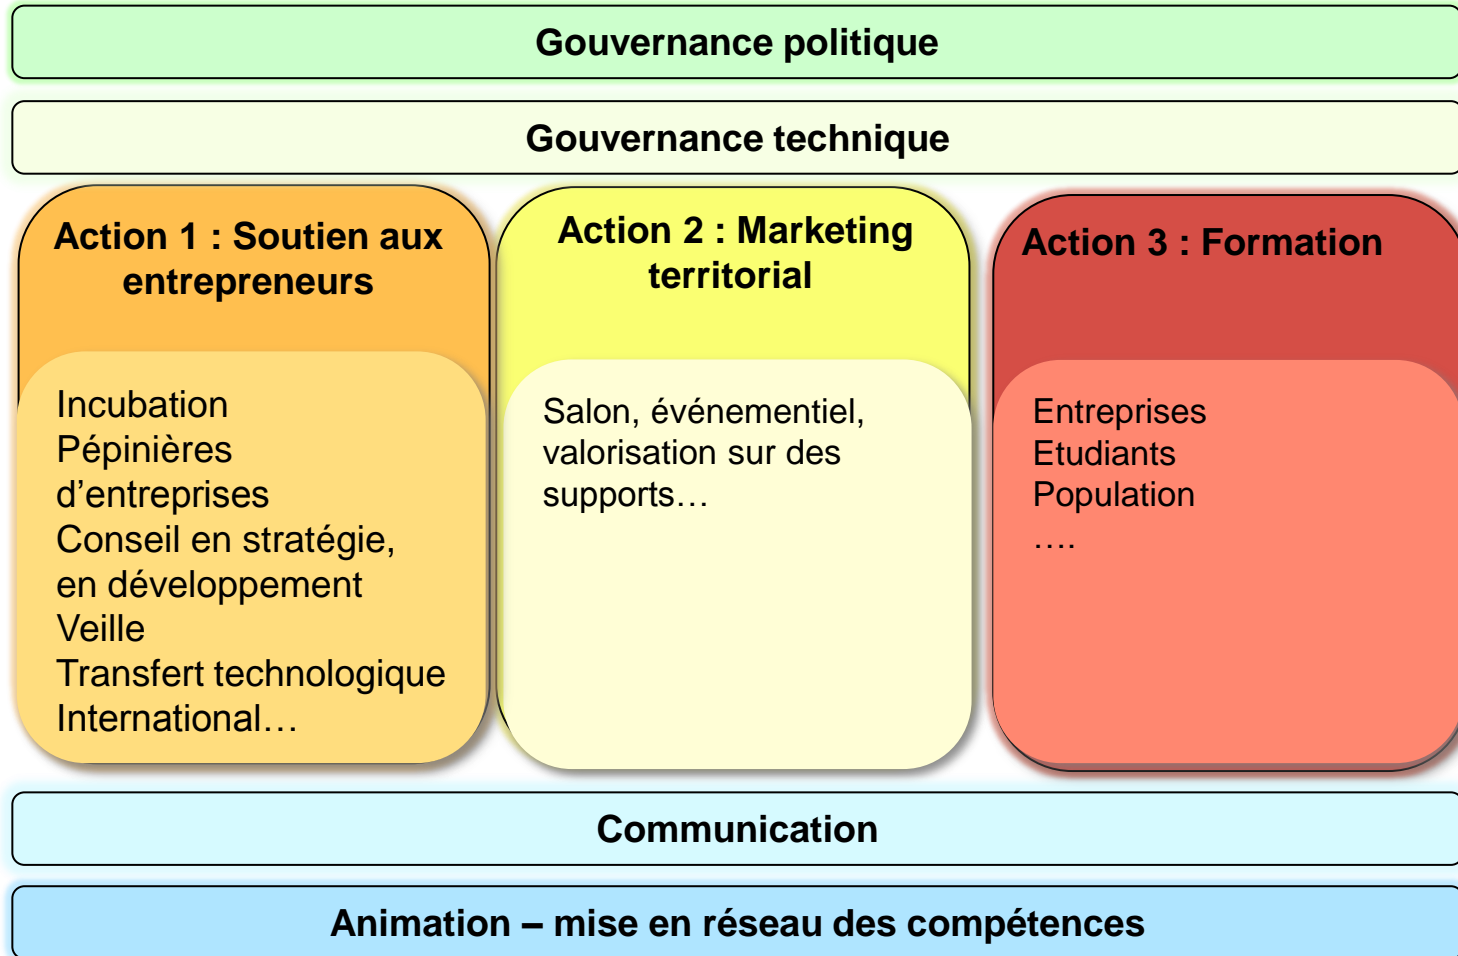 Gouvernance politique
Gouvernance technique
Action 1 : Soutien aux
entrepreneurs
Incubation
Pépinières
d’entreprises
Conseil en stratégie,
en développement
Veille
Transfert technologique
International…
Action 2 : Marketing
territorial
Salon, événementiel,
valorisation sur des
supports…
Action 3 : Formation
Entreprises
Etudiants
Population
….
Communication
Animation – mise en réseau des compétences